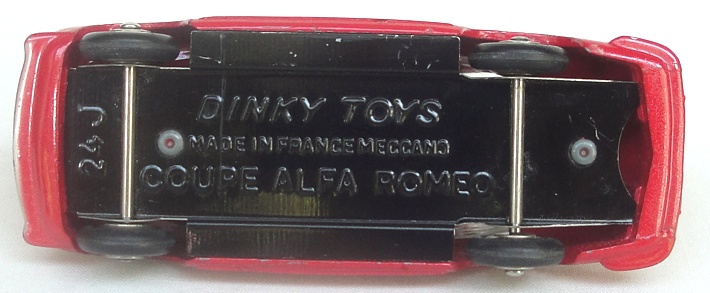 DINKY TOYS
MADE IN FRANCE MECCANO
COUPE ALFA ROMEO
24J